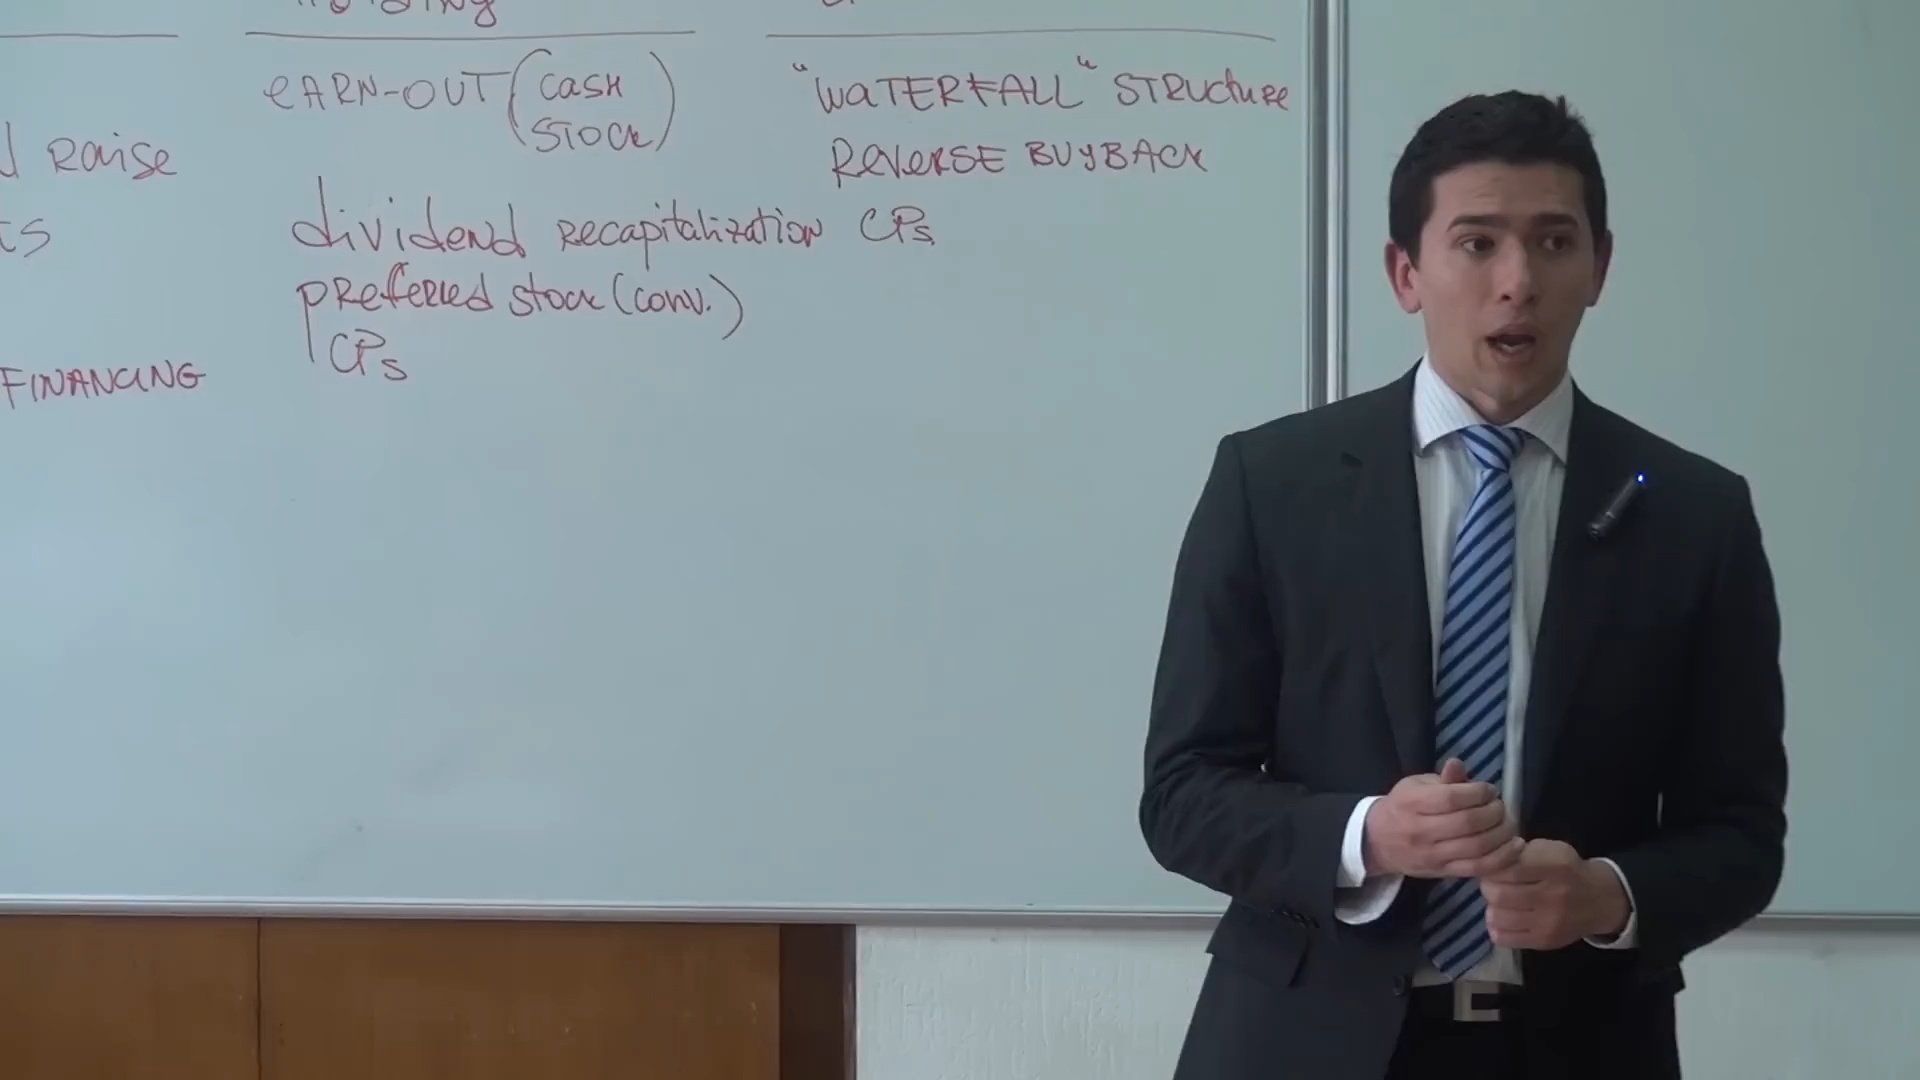 eARN-OUT (CasH
STOCK)
"WaTERFALL" STRUcture
ReveRSE BUYBACK
raise
dividend Recapitalization CPs
preferred stock (conv.)
CPs
FINANCING